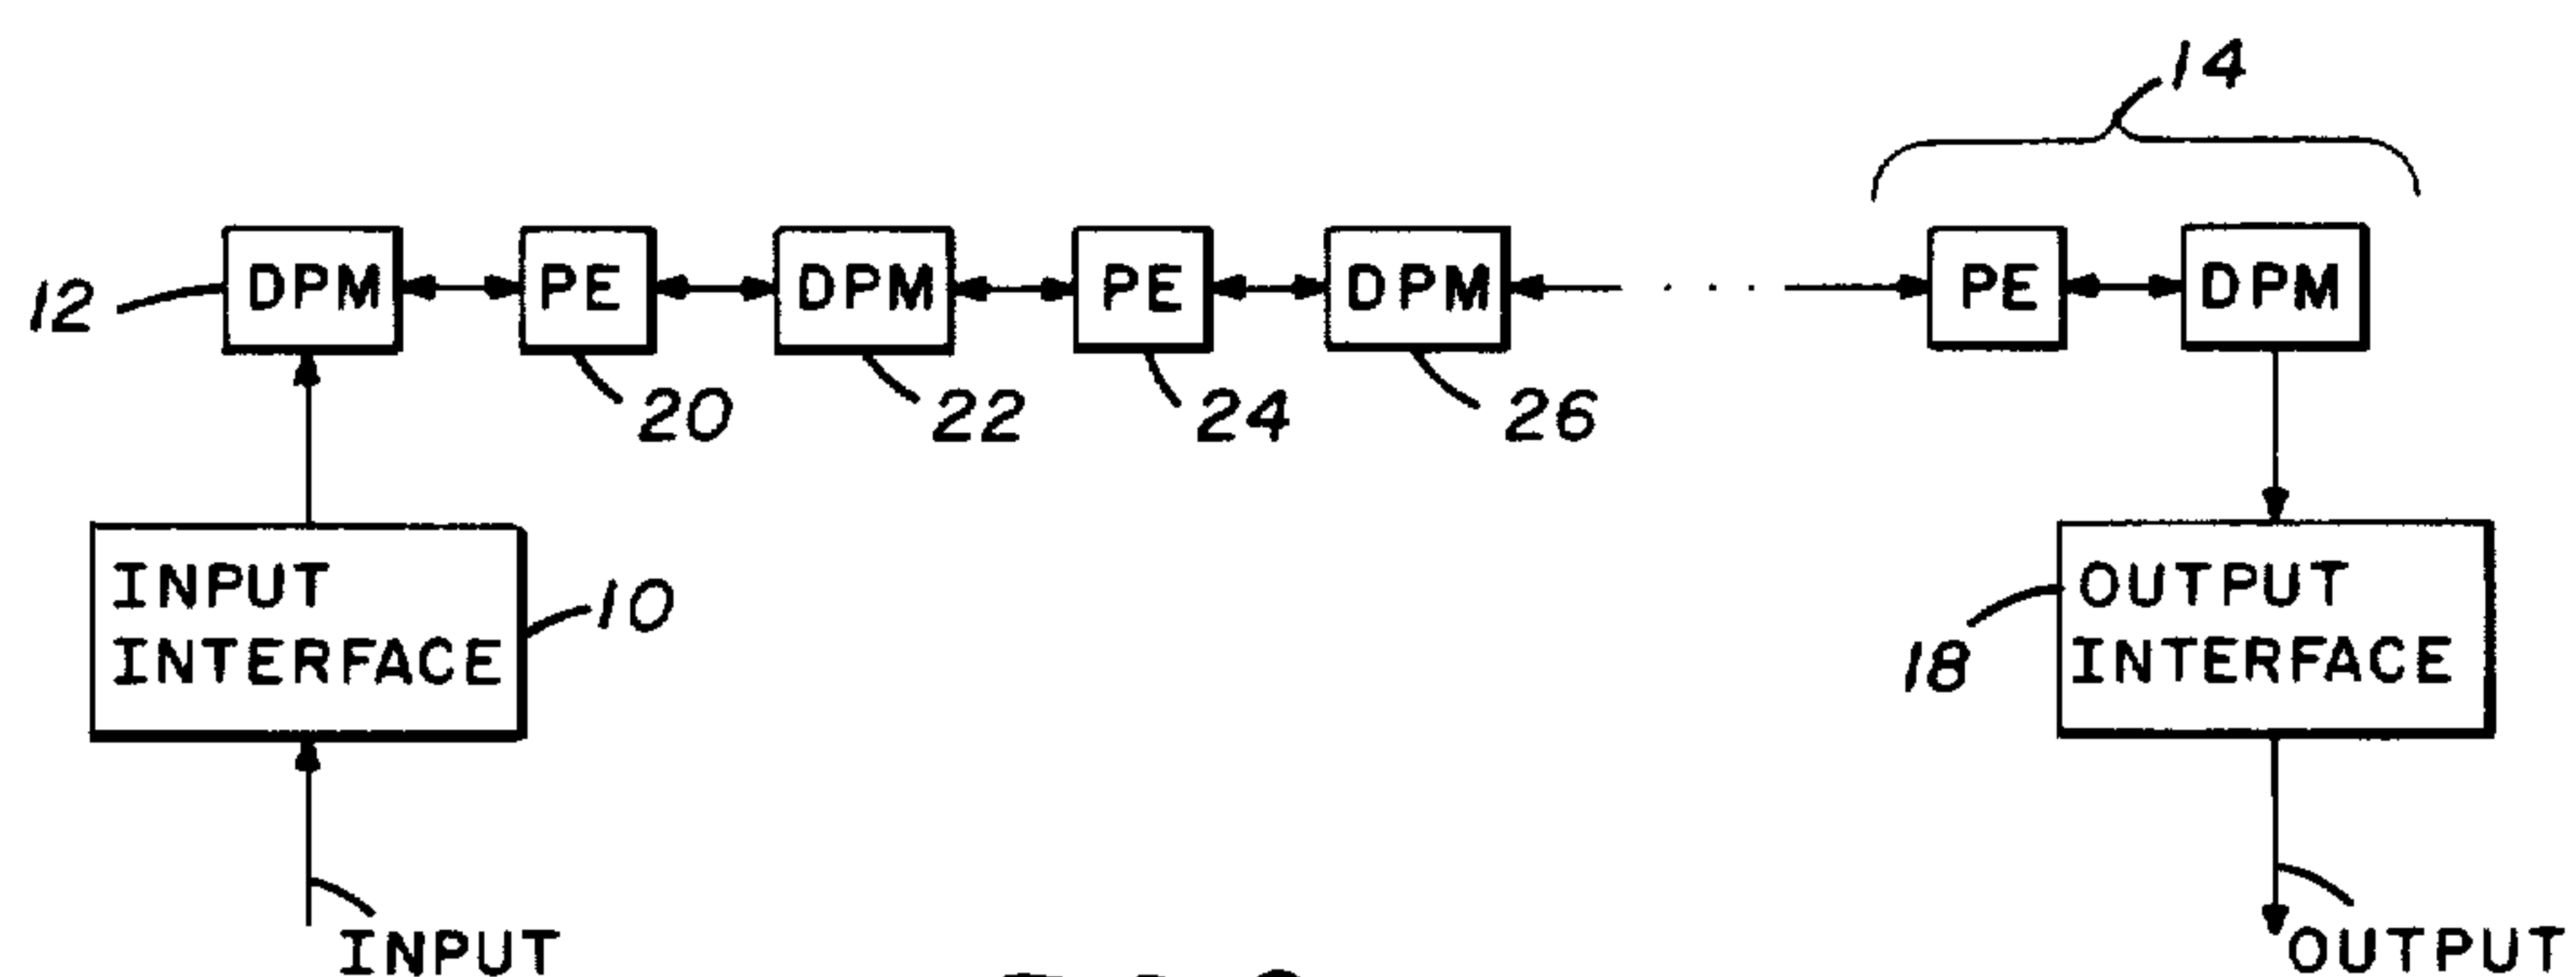 14
DPM
PE
DPM
PE
DPM
PE
DPM
12
20
22
24
26
INPUT
INTERFACE
10
18
OUTPUT
INTERFACE
INPUT
OUTPUT